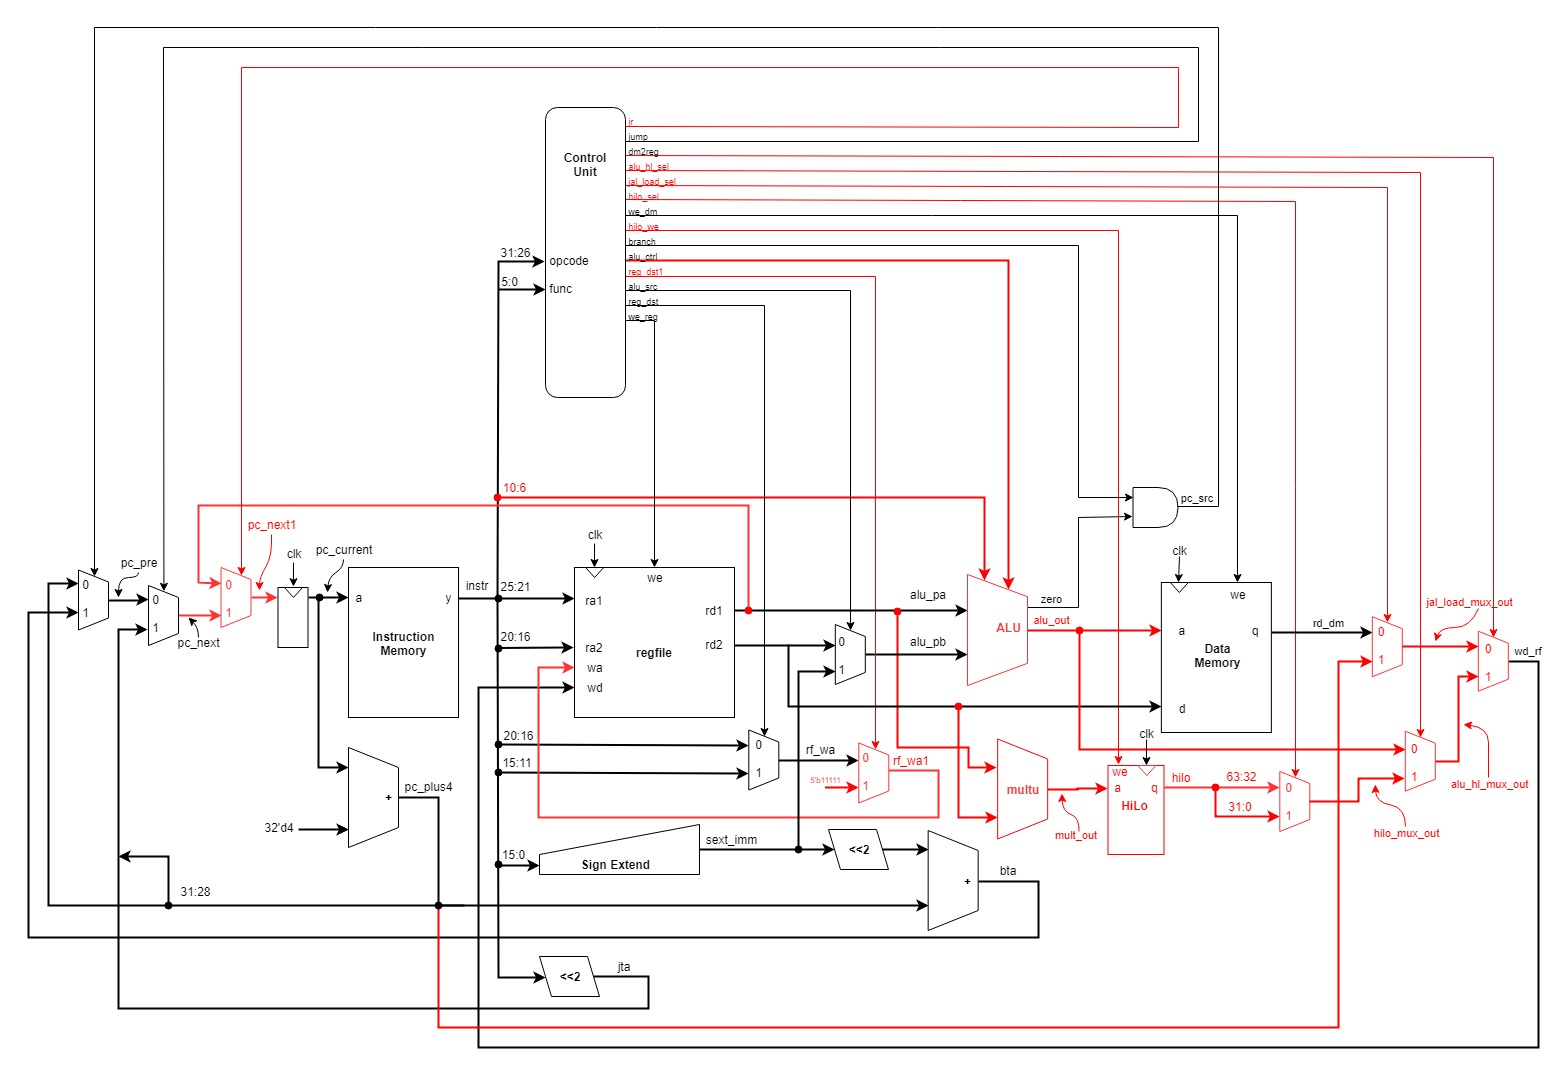 jr
jump
dm2reg
alu_hl_sel
jal_load_sel
hilo_sel
we_dm
hilo_we
branch
alu_ctrl
reg_dst1
alu_src
reg_dst
we_reg
Control
Unit
31:26
opcode
5:0
func
10:6
pc_src
pc_next1
clk
pc_current
pc_pre
0
1
0
1
pc_next
0
1
a
y
Instruction
Memory
instr
25:21
20:16
clk
we
ra1
ra2
wa
wd
rd1
rd2
regfile
alu_pa
alu_pb
0
1
ALU
zero
alu_out
clk
we
a
q
d
Data
Memory
rd_dm
0
1
jal_load_mux_out
0
1
wd_rf
20:16
15:11
0
1
rf_wa
0
1
5'b11111
rf_wa1
multu
mult_out
clk
we
a
q
HiLo
hilo
63:32
31:0
0
1
hilo_mux_out
0
1
alu_hl_mux_out
+
pc_plus4
32'd4
15:0
Sign Extend
sext_imm
<<2
+
bta
31:28
<<2
jta